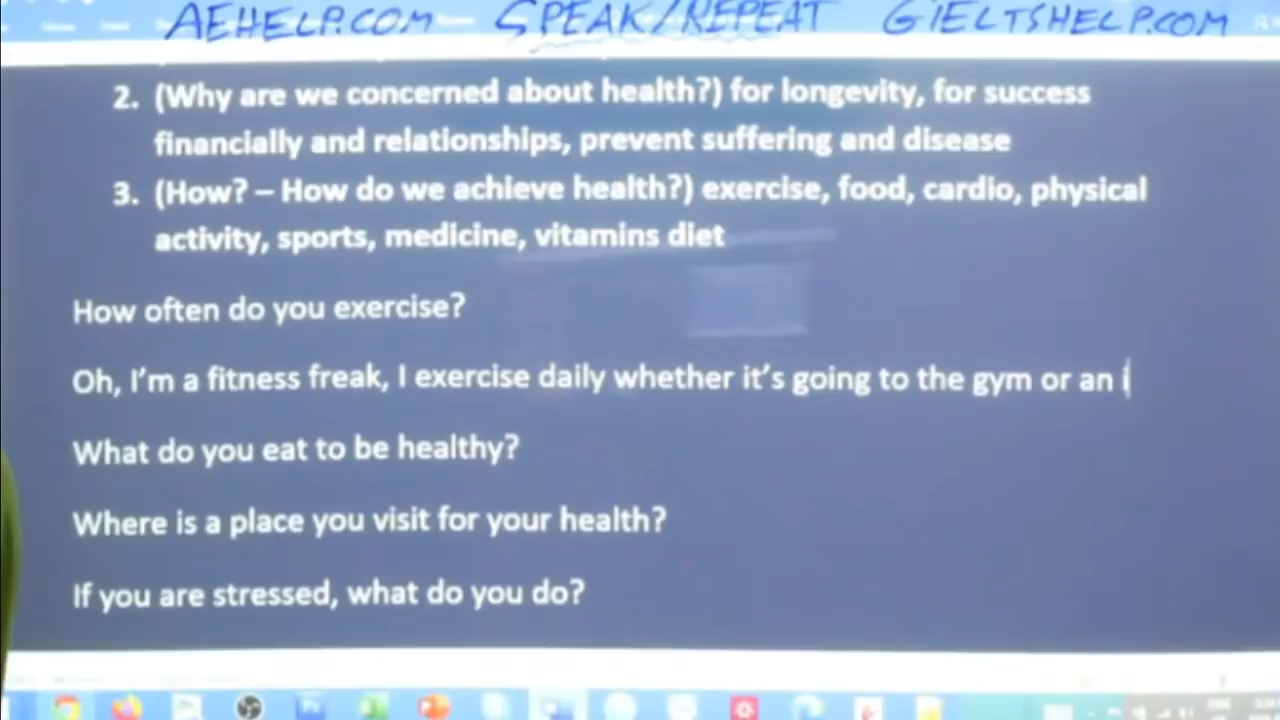 AEHELP.COM SPEAK/REPEAT GIELTSHELP.COM
2. (Why are we concerned about health?) for longevity, for success
financially and relationships, prevent suffering and disease
3. (How? – How do we achieve health?) exercise, food, cardio, physical
activity, sports, medicine, vitamins diet
How often do you exercise?
Oh, I'm a fitness freak, I exercise daily whether it's going to the gym or an i
What do you eat to be healthy?
Where is a place you visit for your health?
If you are stressed, what do you do?